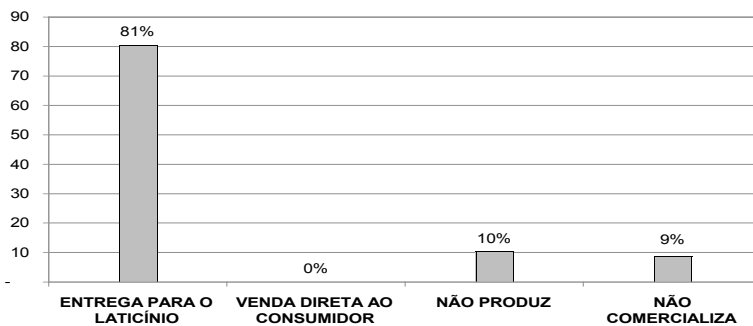 90
80
70
60
50
40
30
20
10
-
81%
0%
10%
9%
ENTREGA PARA O
LATICÍNIO
VENDA DIRETA AO
CONSUMIDOR
NÃO PRODUZ
NÃO
COMERCIALIZA